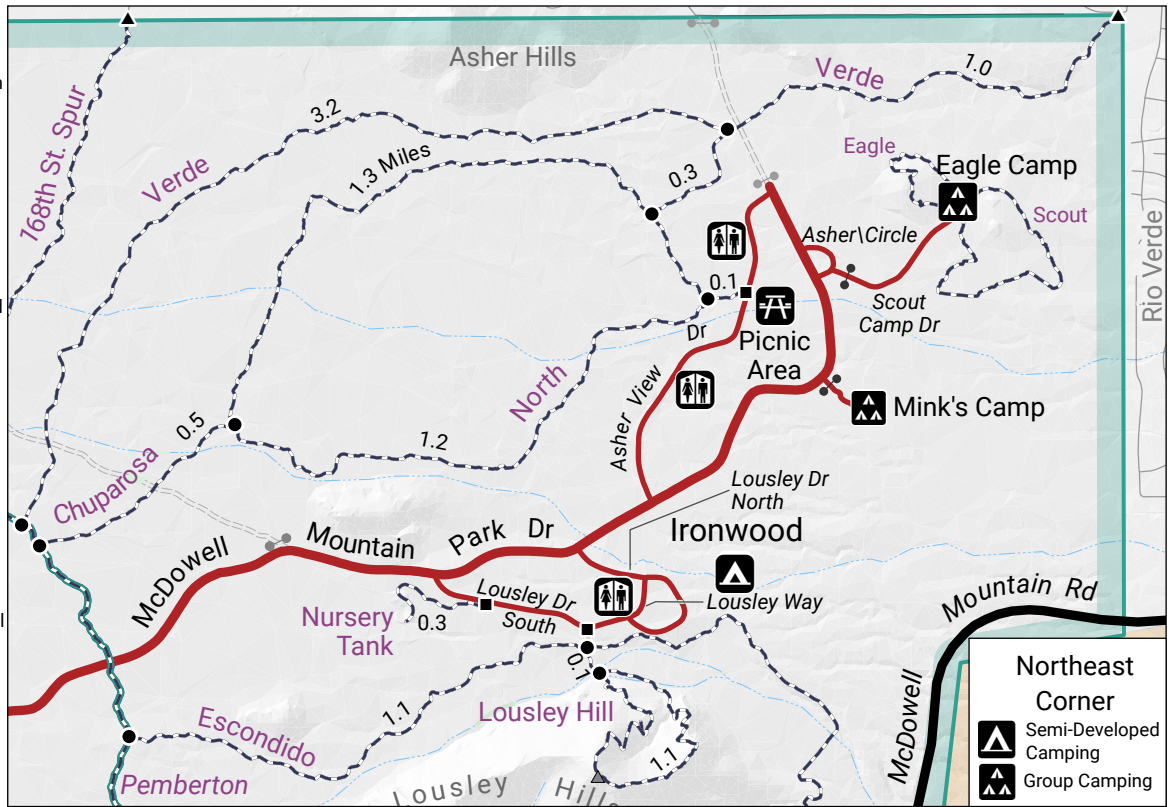 Asher Hills
Verde
1.0
168th St. Spur
3.2
Verde
1.3 Miles
0.3
Eagle
Eagle Camp
Scout
Asher\Circle
Scout
Camp Dr
Rio Verde
0.1
Picnic
Area
Asher View Dr
North
Mink's Camp
0.5
1.2
Chuparosa
Lousley Dr
North
Ironwood
McDowell Mountain Park Dr
Lousley Dr
South
Lousley Way
Nursery
Tank
0.3
0.1
Lousley Hill
1.1
1.1
Escondido
Pemberton
Lousley Hills
McDowell Mountain Rd
Northeast
Corner
Semi-Developed
Camping
Group Camping